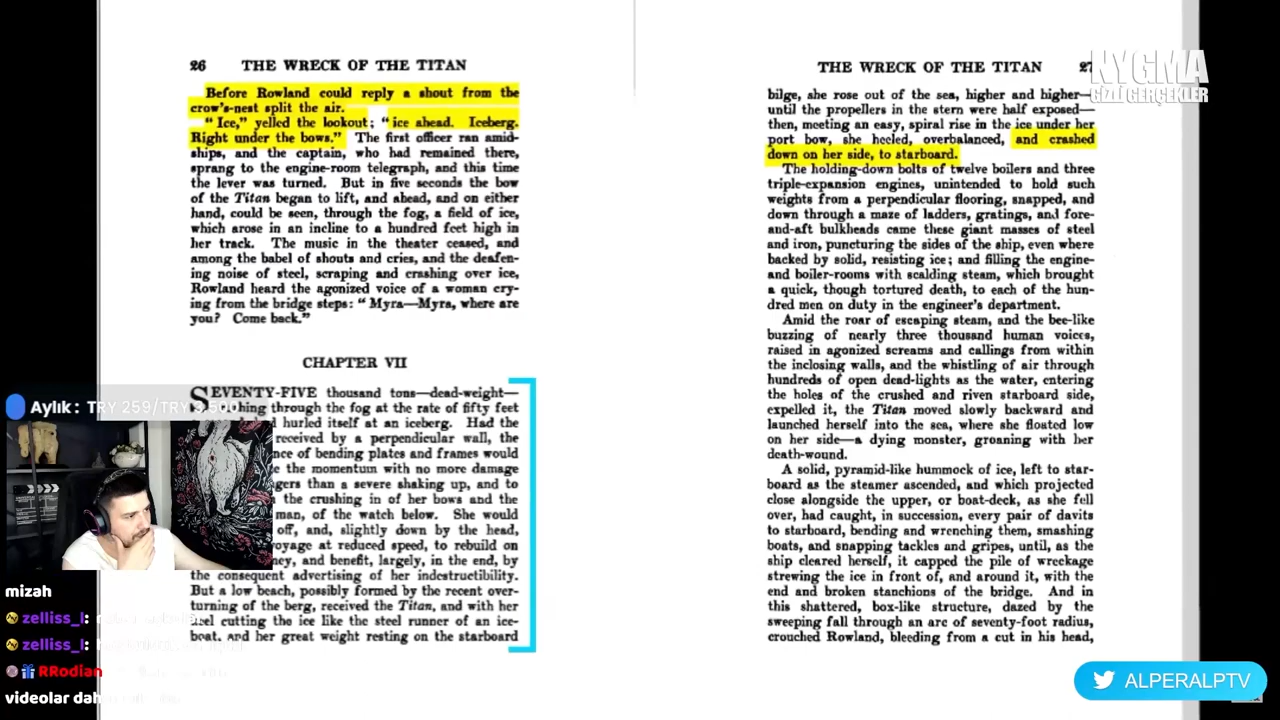 26 THE WRECK OF THE TITAN
Before Rowland could reply a shout from the
crow's-nest split the air.
"Ice," yelled the lookout; "ice ahead. Iceberg.
Right under the bows." The first officer ran amid-
ships, and the captain, who had remained there,
sprang to the engine-room telegraph, and this time
the lever was turned. But in five seconds the bow
of the Titan began to lift, and ahead, and on either
hand, could be seen, through the fog, a field of ice,
which arose in an incline to a hundred feet high in
her track. The music in the theater ceased, and
among the babel of shouts and cries, and the deafen-
ing noise of steel, scraping and crashing over ice,
Rowland heard the agonized voice of a woman cry-
ing from the bridge steps: "Myra—Myra, where are
you? Come back."
CHAPTER VII
SEVENTY-FIVE thousand tons—dead-weight—
through the fog at the rate of fifty feet
hurled itself at an iceberg. Had the
received by a perpendicular wall, the
of bending plates and frames would
the momentum with no more damage
than a severe shaking up, and to
the crushing in of her bows and the
man, of the watch below. She would
off, and, slightly down by the head,
at reduced speed, to rebuild on
and benefit, largely, in the end, by
the consequent advertising of her indestructibility.
But a low beach, possibly formed by the recent over-
turning of the berg, received the Titan, and with her
cutting the ice like the steel runner of an ice-
boat, and her great weight resting on the starboard
THE WRECK OF THE TITAN 27
bilge, she rose out of the sea, higher and higher—
until the propellers in the stern were half exposed—
then, meeting an easy, spiral rise in the ice under her
port bow, she heeled, overbalanced, and crashed
down on her side, to starboard.
The holding-down bolts of twelve boilers and three
triple-expansion engines, unintended to hold such
weights from a perpendicular flooring, snapped, and
down through a maze of ladders, gratings, and fore-
and-aft bulkheads came these giant masses of steel
and iron, puncturing the sides of the ship, even where
backed by solid, resisting ice; and filling the engine-
and boiler-rooms with scalding steam, which brought
a quick, though tortured death, to each of the hun-
dred men on duty in the engineer's department.
Amid the roar of escaping steam, and the bee-like
buzzing of nearly three thousand human voices,
raised in agonized screams and callings from within
the inclosing walls, and the whistling of air through
hundreds of open dead-lights as the water, entering
the holes of the crushed and riven starboard side,
expelled it, the Titan moved slowly backward and
launched herself into the sea, where she floated low
on her side—a dying monster, groaning with her
death-wound.
A solid, pyramid-like hummock of ice, left to star-
board as the steamer ascended, and which projected
close alongside the upper, or boat-deck, as she fell
over, had caught, in succession, every pair of davits
to starboard, bending and wrenching them, smashing
boats, and snapping tackles and gripes, until, as the
ship cleared herself, it capped the pile of wreckage
strewing the ice in front of, and around it, with the
end and broken stanchions of the bridge. And in
this shattered, box-like structure, dazed by the
sweeping fall through an arc of seventy-foot radius,
crouched Rowland, bleeding from a cut in his head,
NYGMA
GİZLİ GERÇEKLER
Aylık: TRY 259/TRY 3,500
mizah
zelliss_l:
zelliss_l:
RRodian
videolar
ALPERALPTV